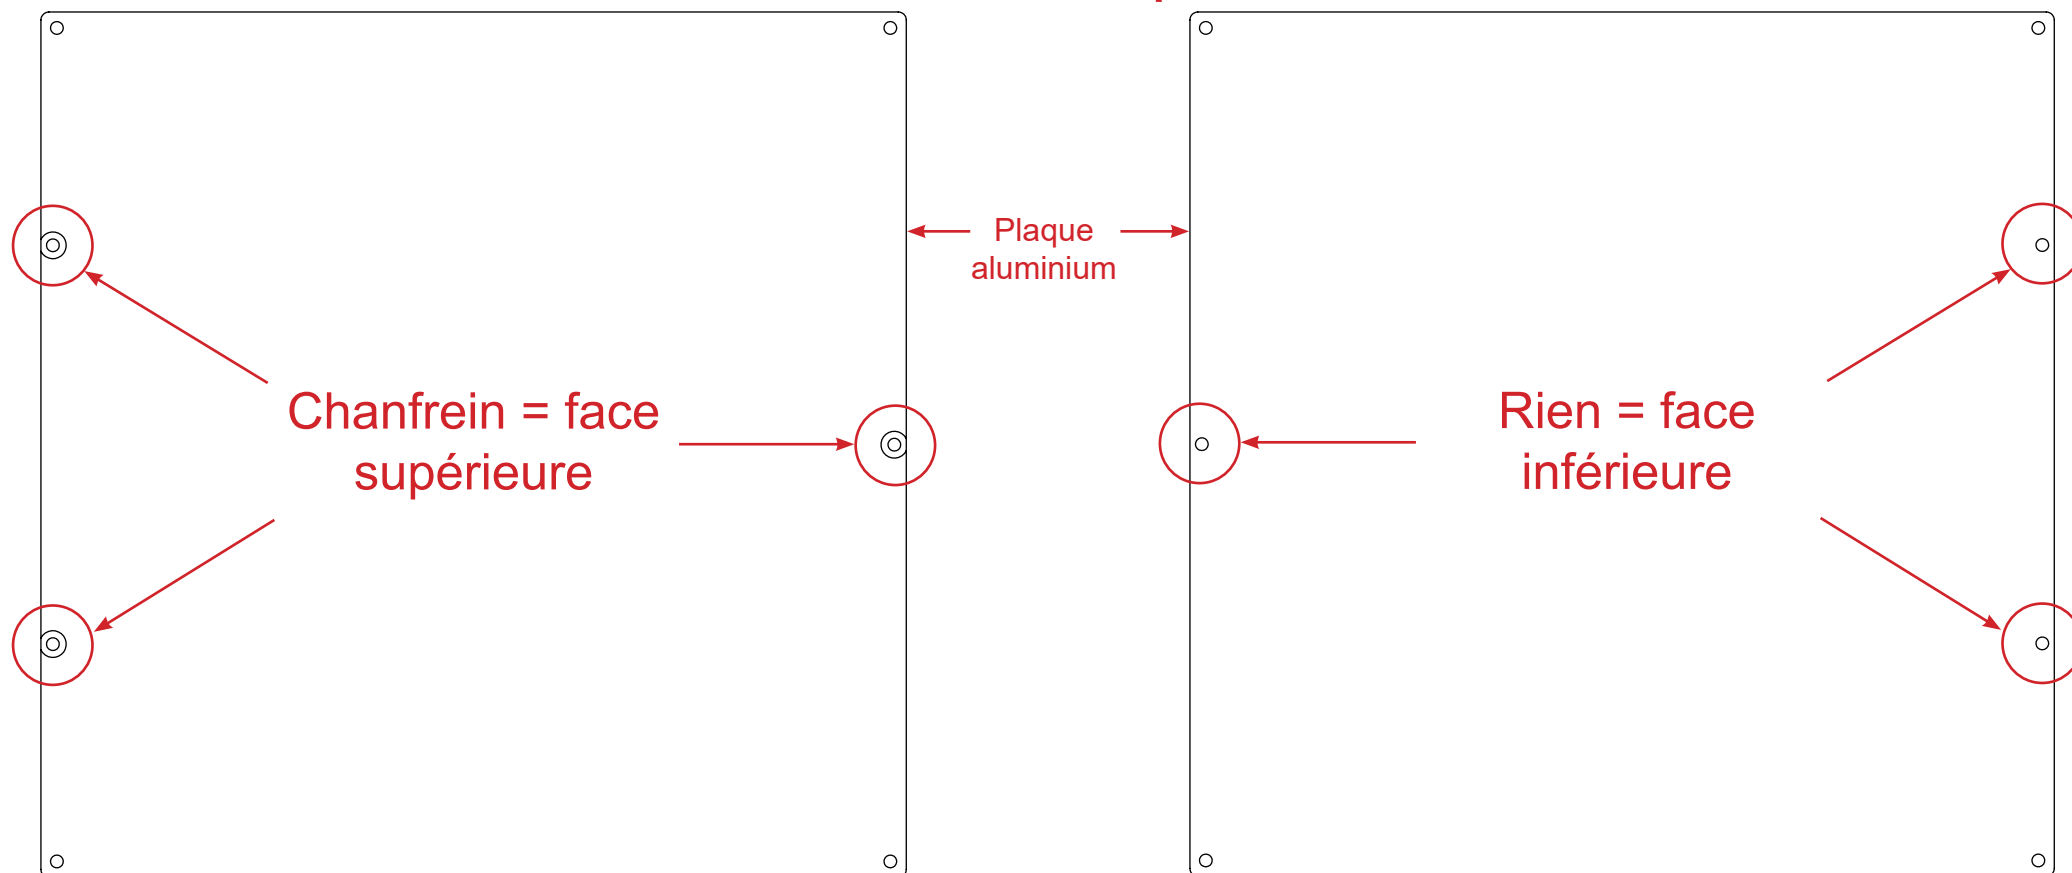 Plaque
aluminium
Chanfrein = face
supérieure
Rien = face
inférieure